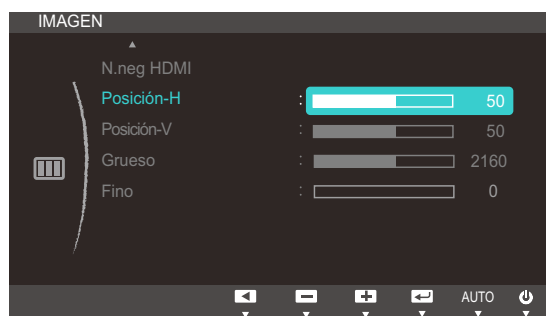 IMAGEN
N.neg HDMI
Posición-H : 50
Posición-V : 50
Grueso : 2160
Fino : 0
AUTO